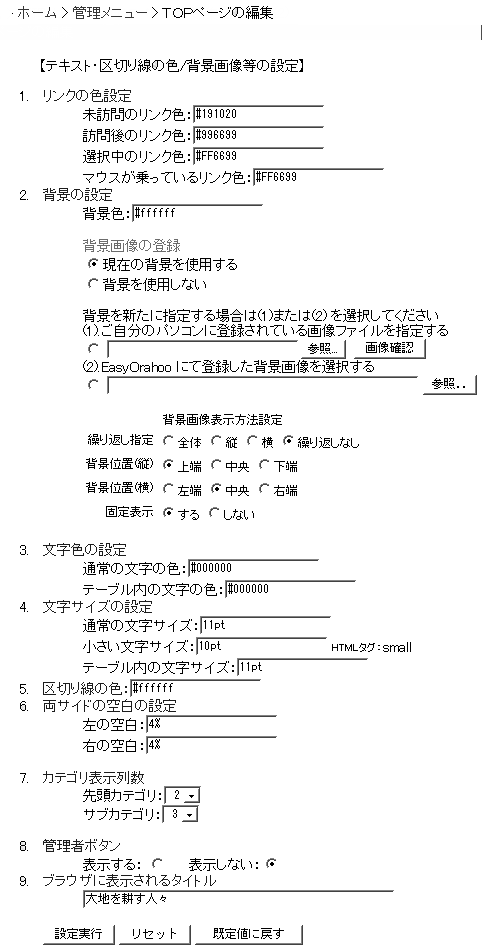 ·ホーム > 管理メニュー > TOPページの編集
【テキスト・区切り線の色/背景画像等の設定】
1. リンクの色設定
未訪問のリンク色：#191020
訪問後のリンク色：#996699
選択中のリンク色：#FF6699
マウスが乗っているリンク色：#FF6699
2. 背景の設定
背景色：#ffffff
背景画像の登録
現在の背景を使用する
背景を使用しない
背景を新たに指定する場合は(1)または(2)を選択してください
(1).ご自分のパソコンに登録されている画像ファイルを指定する
参照... 画像確認
(2).EasyOrahoo にて登録した背景画像を選択する
参照..
背景画像表示方法設定
繰り返し指定 全体 縦 横 繰り返しなし
背景位置(縦) 上端 中央 下端
背景位置(横) 左端 中央 右端
固定表示 する しない
3. 文字色の設定
通常の文字の色：#000000
テーブル内の文字の色：#000000
4. 文字サイズの設定
通常の文字サイズ：11pt
小さい文字サイズ：10pt HTMLタグ：small
テーブル内の文字サイズ：11pt
5. 区切り線の色：#ffffff
6. 両サイドの空白の設定
左の空白：4%
右の空白：4%
7. カテゴリ表示列数
先頭カテゴリ：2
サブカテゴリ：3
8. 管理者ボタン
表示する： 表示しない：
9. ブラウザに表示されるタイトル
大地を耕す人々
設定実行 リセット 既定値に戻す